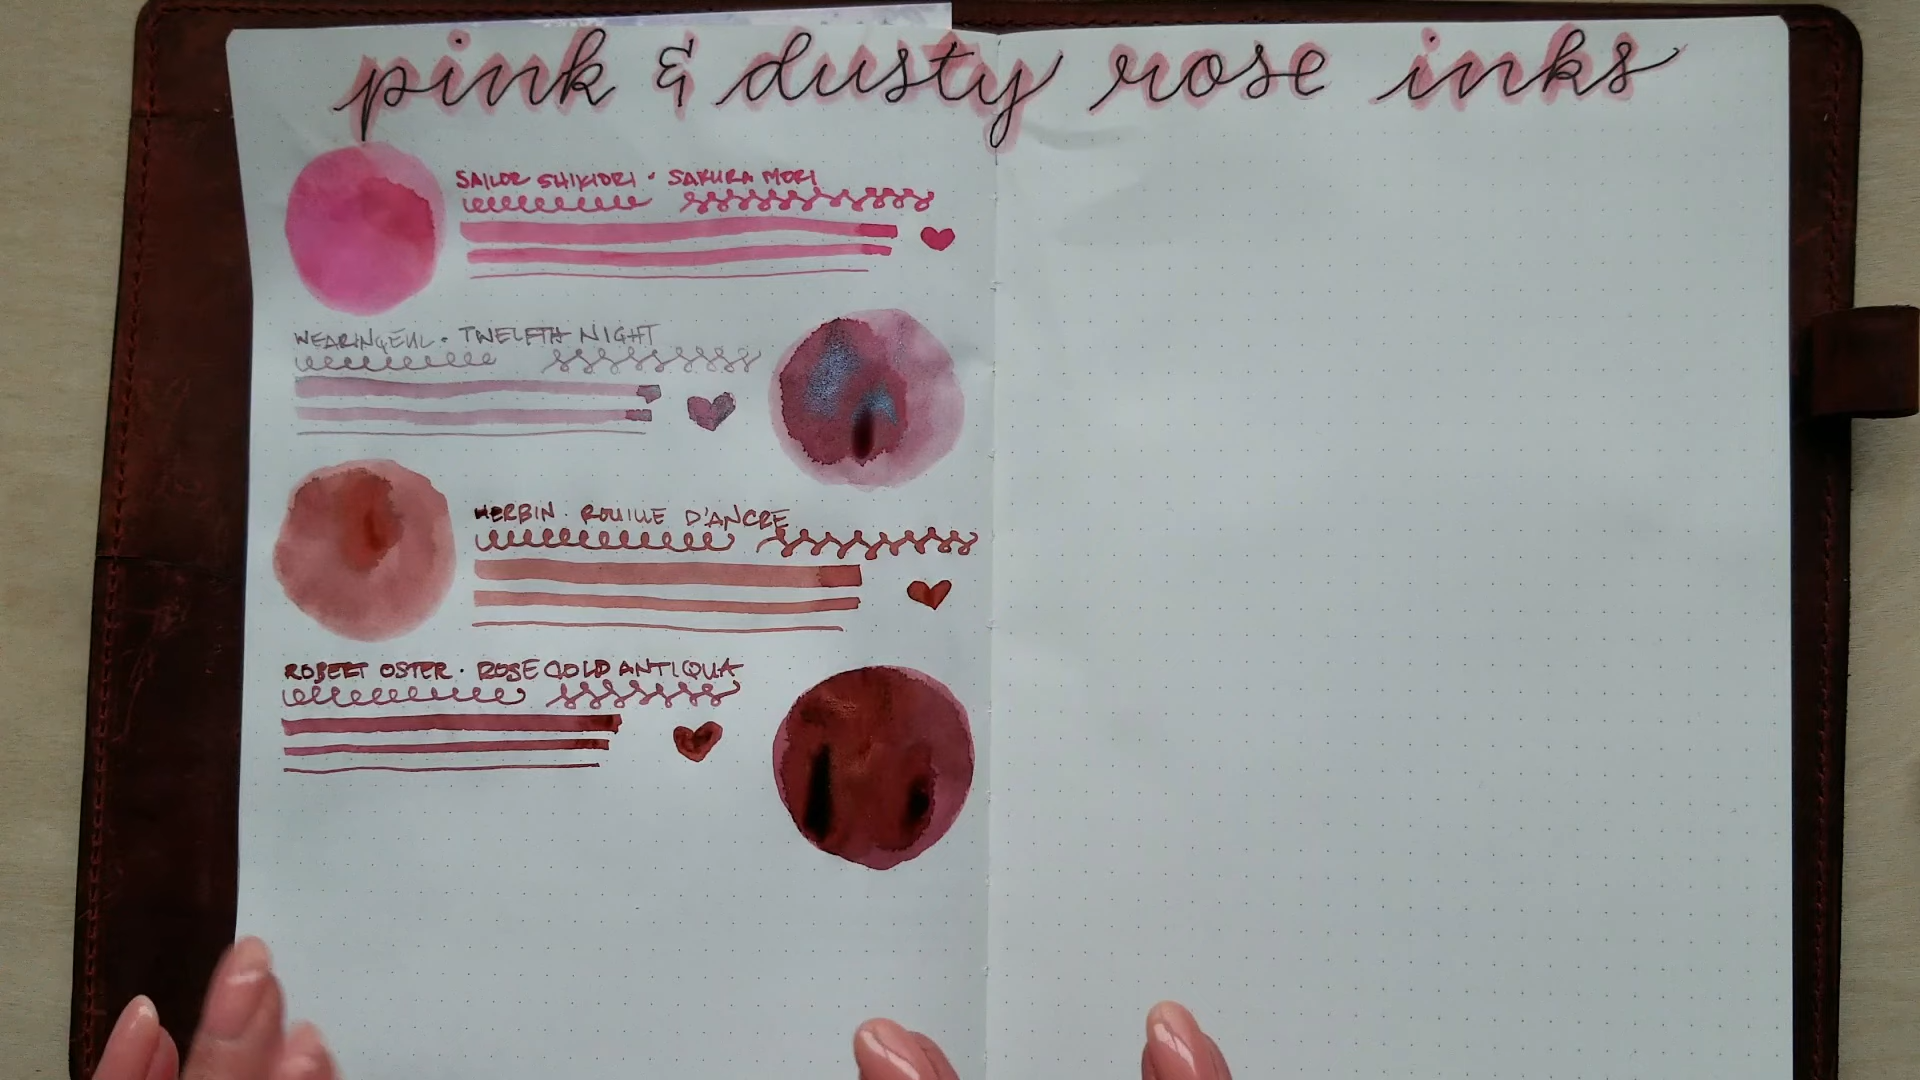 pink & dusty rose inks
SAILOR SHIKIORI · SAKURA MORI
WEARINGEUL · TWELFTH NIGHT
HERBIN · ROUILLE D'ANCRE
ROBERT OSTER · ROSE GOLD ANTIQUA